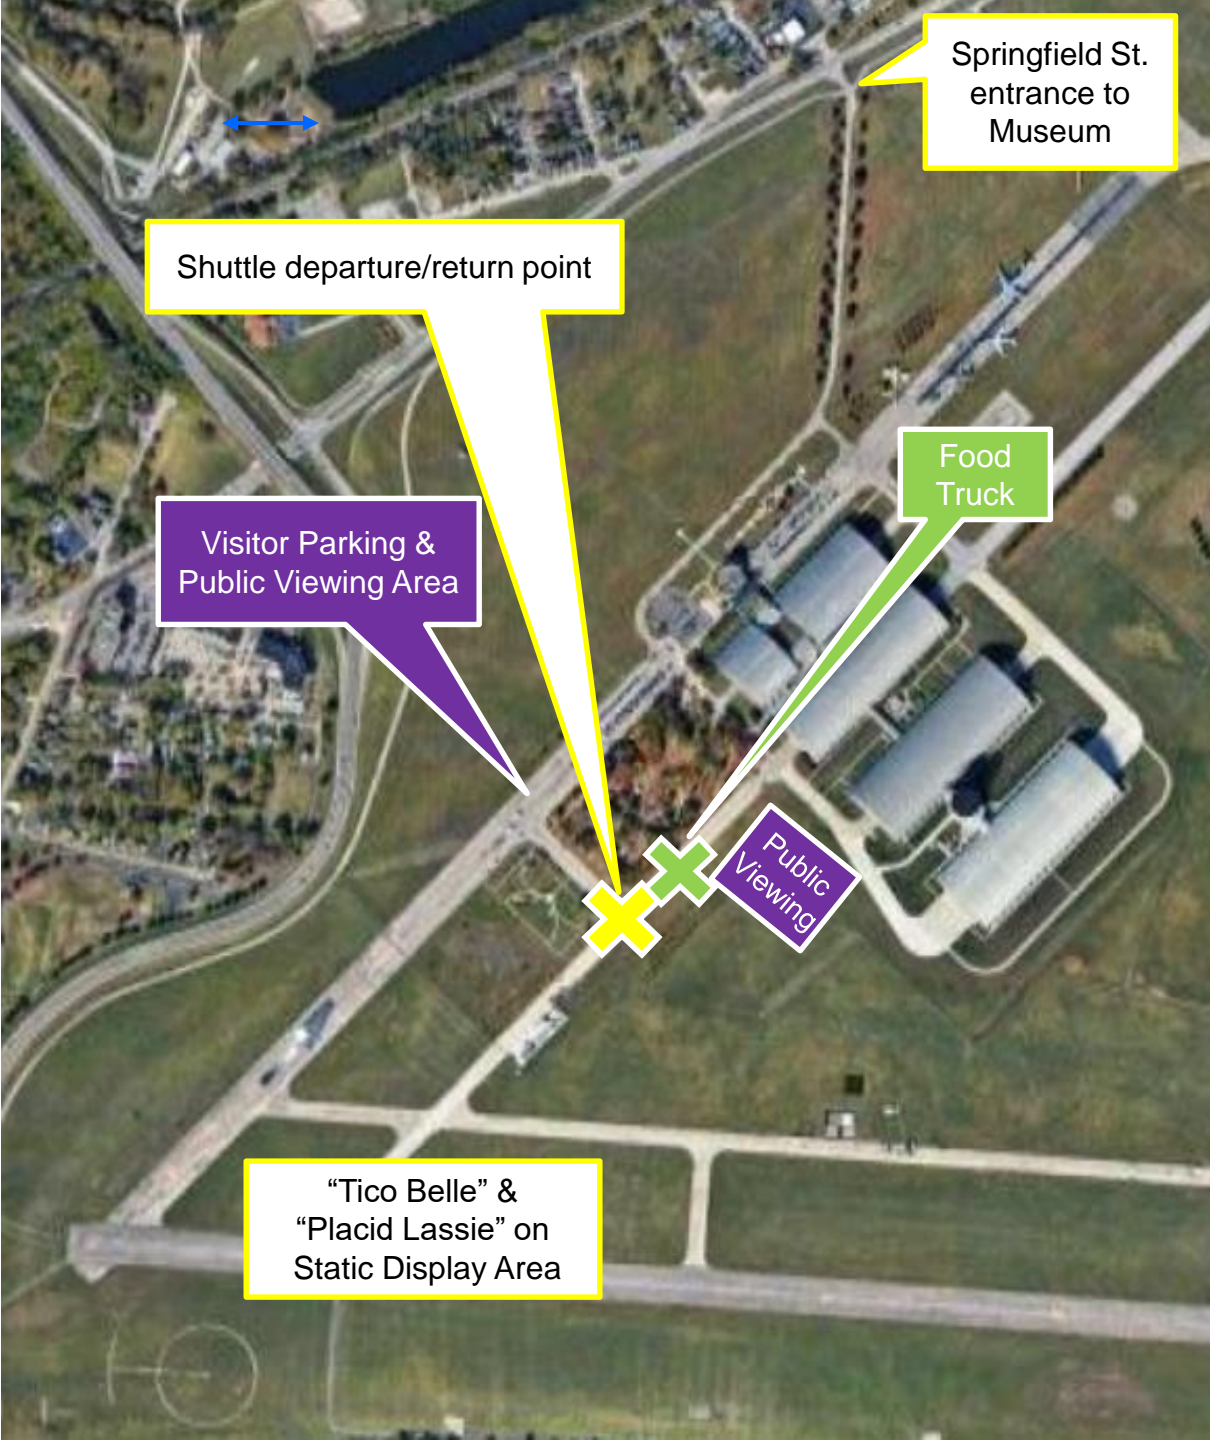 Springfield St.
entrance to
Museum
Shuttle departure/return point
Food
Truck
Visitor Parking &
Public Viewing Area
Public
Viewing
“Tico Belle” &
“Placid Lassie” on
Static Display Area